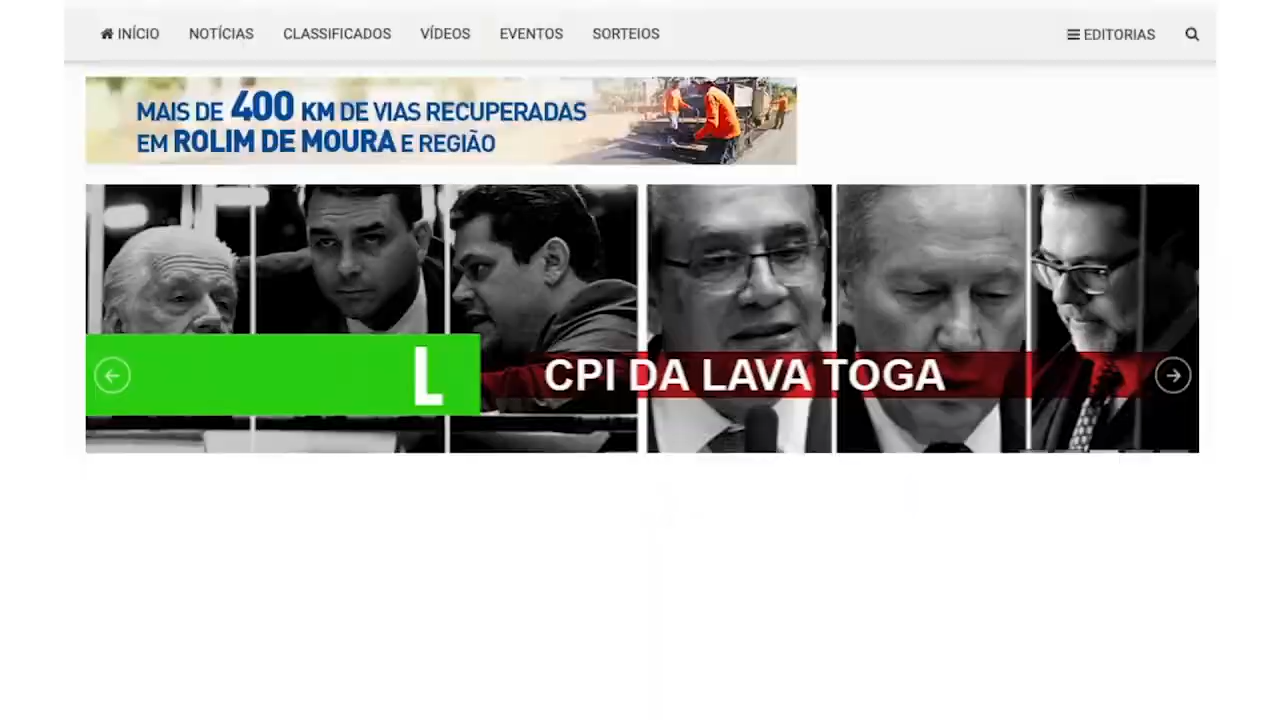 INÍCIO NOTÍCIAS CLASSIFICADOS VÍDEOS EVENTOS SORTEIOS EDITORIAS
MAIS DE 400 KM DE VIAS RECUPERADAS
EM ROLIM DE MOURA E REGIÃO
L
CPI DA LAVA TOGA